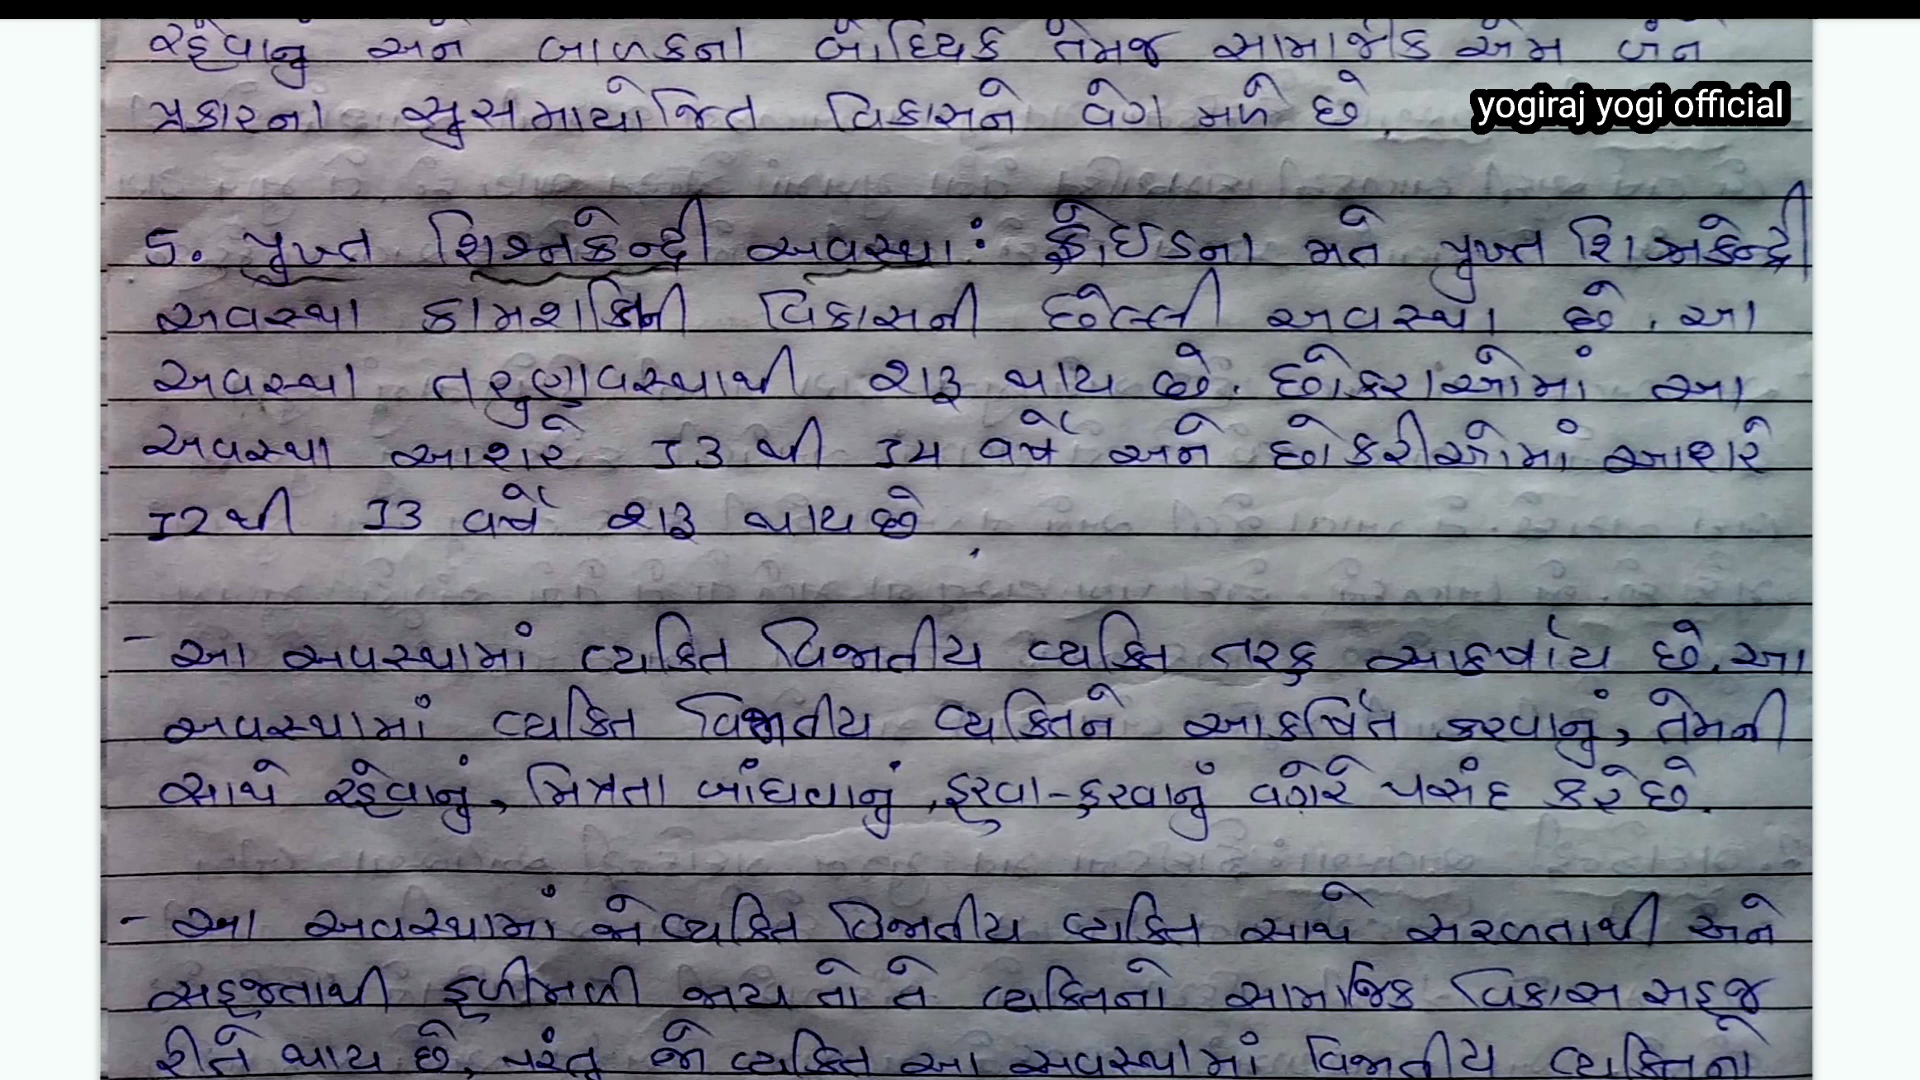 રહેવાનું અને બાળકના બૌદ્ધિક તેમજ સામાજીક એમ બંને
પ્રકારના સુસમાયોજિત વિકાસને વેગ મળે છે.
yogiraj yogi official
5. પુખ્ત શિશ્નકેન્દ્રી અવસ્થા: ફ્રોઈડના મતે પુખ્ત શિશ્નકેન્દ્રી
અવસ્થા કામશક્તિની વિકાસની છેલ્લી અવસ્થા છે. આ
અવસ્થા તરુણાવસ્થાથી શરૂ થાય છે. છોકરાઓમાં આ
અવસ્થા આશરે 13 થી 14 વર્ષે અને છોકરીઓમાં આશરે
12 થી 13 વર્ષે શરૂ થાય છે.
- આ અવસ્થામાં વ્યક્તિ વિજાતીય વ્યક્તિ તરફ આકર્ષાય છે. આ
અવસ્થામાં વ્યક્તિ વિજાતીય વ્યક્તિને આકર્ષિત કરવાનું, તેમની
સાથે રહેવાનું, મિત્રતા બાંધવાનું, હરવા-ફરવાનું વગેરે પસંદ કરે છે.
- આ અવસ્થામાં જો વ્યક્તિ વિજાતીય વ્યક્તિ સાથે સરળતાથી અને
સહજતાથી હળીમળી જાય તો તે વ્યક્તિનો સામાજિક વિકાસ સહજ
રીતે થાય છે, પરંતુ જો વ્યક્તિ આ અવસ્થામાં વિજાતીય વ્યક્તિનો